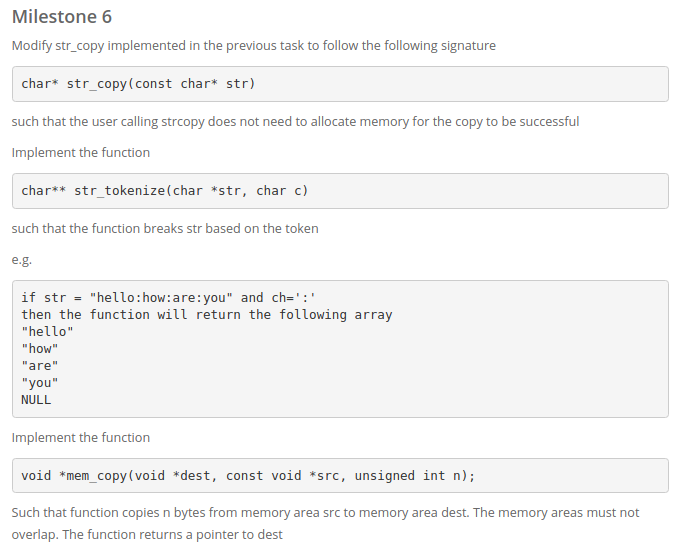 Milestone 6
Modify str_copy implemented in the previous task to follow the following signature
char* str_copy(const char* str)
such that the user calling strcopy does not need to allocate memory for the copy to be successful
Implement the function
char** str_tokenize(char *str, char c)
such that the function breaks str based on the token
e.g.
if str = "hello:how:are:you" and ch=':'
then the function will return the following array
"hello"
"how"
"are"
"you"
NULL
Implement the function
void *mem_copy(void *dest, const void *src, unsigned int n);
Such that function copies n bytes from memory area src to memory area dest. The memory areas must not
overlap. The function returns a pointer to dest